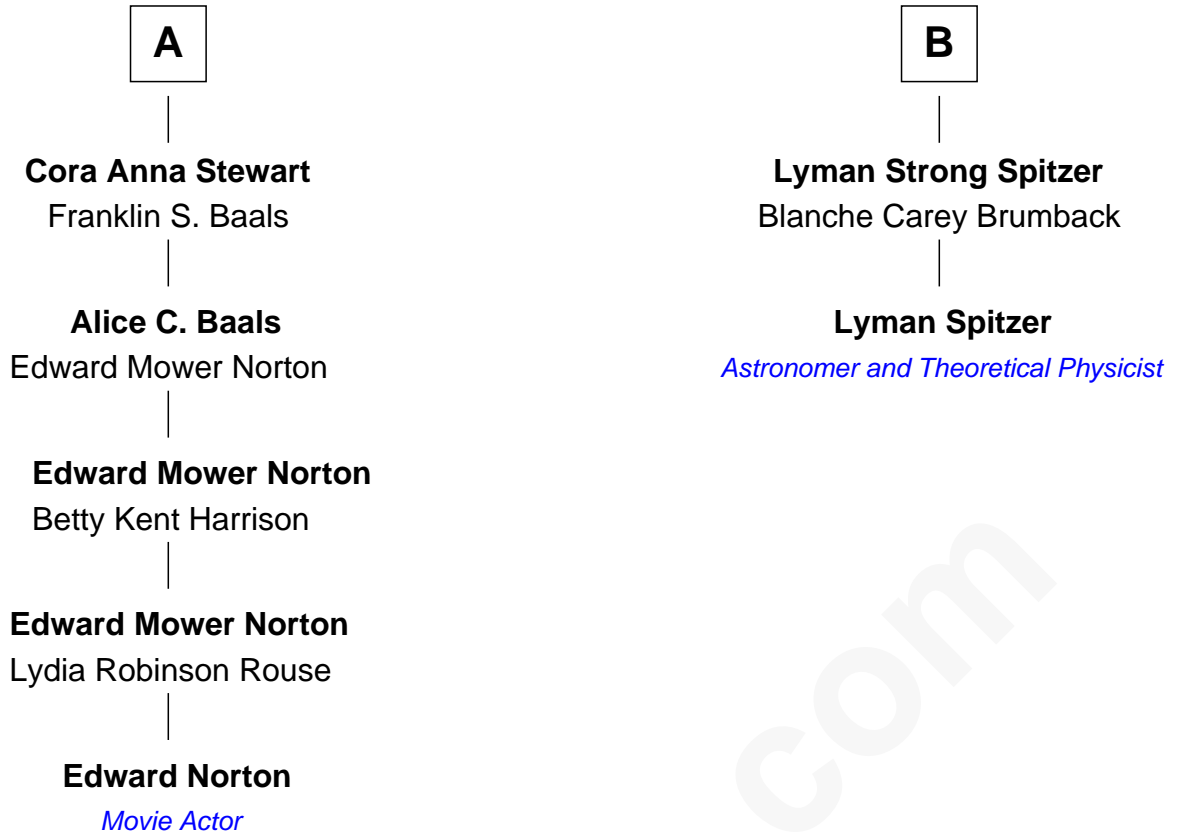 A
Cora Anna Stewart
Franklin S. Baals
Alice C. Baals
Edward Mower Norton
Edward Mower Norton
Betty Kent Harrison
Edward Mower Norton
Lydia Robinson Rouse
Edward Norton
Movie Actor
B
Lyman Strong Spitzer
Blanche Carey Brumback
Lyman Spitzer
Astronomer and Theoretical Physicist
com